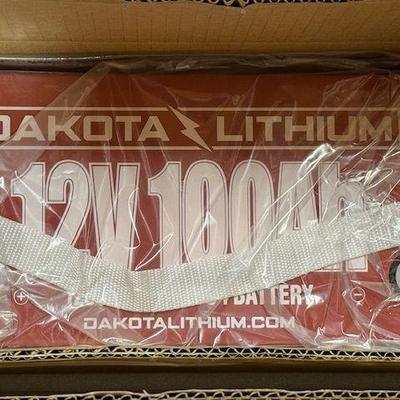 DAKOTA LITHIUM
12V 100Ah
BATTERY
DAKOTALITHIUM.COM